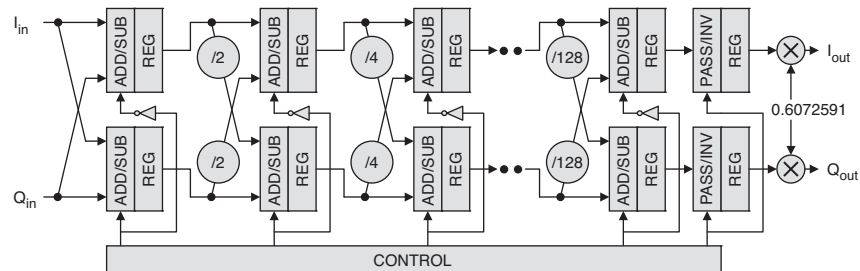 I_in
ADD/SUB
REG
/2
ADD/SUB
REG
/4
ADD/SUB
REG
/128
ADD/SUB
REG
PASS/INV
REG
I_out
0.6072591
Q_in
ADD/SUB
REG
/2
ADD/SUB
REG
/4
ADD/SUB
REG
/128
ADD/SUB
REG
PASS/INV
REG
Q_out
CONTROL